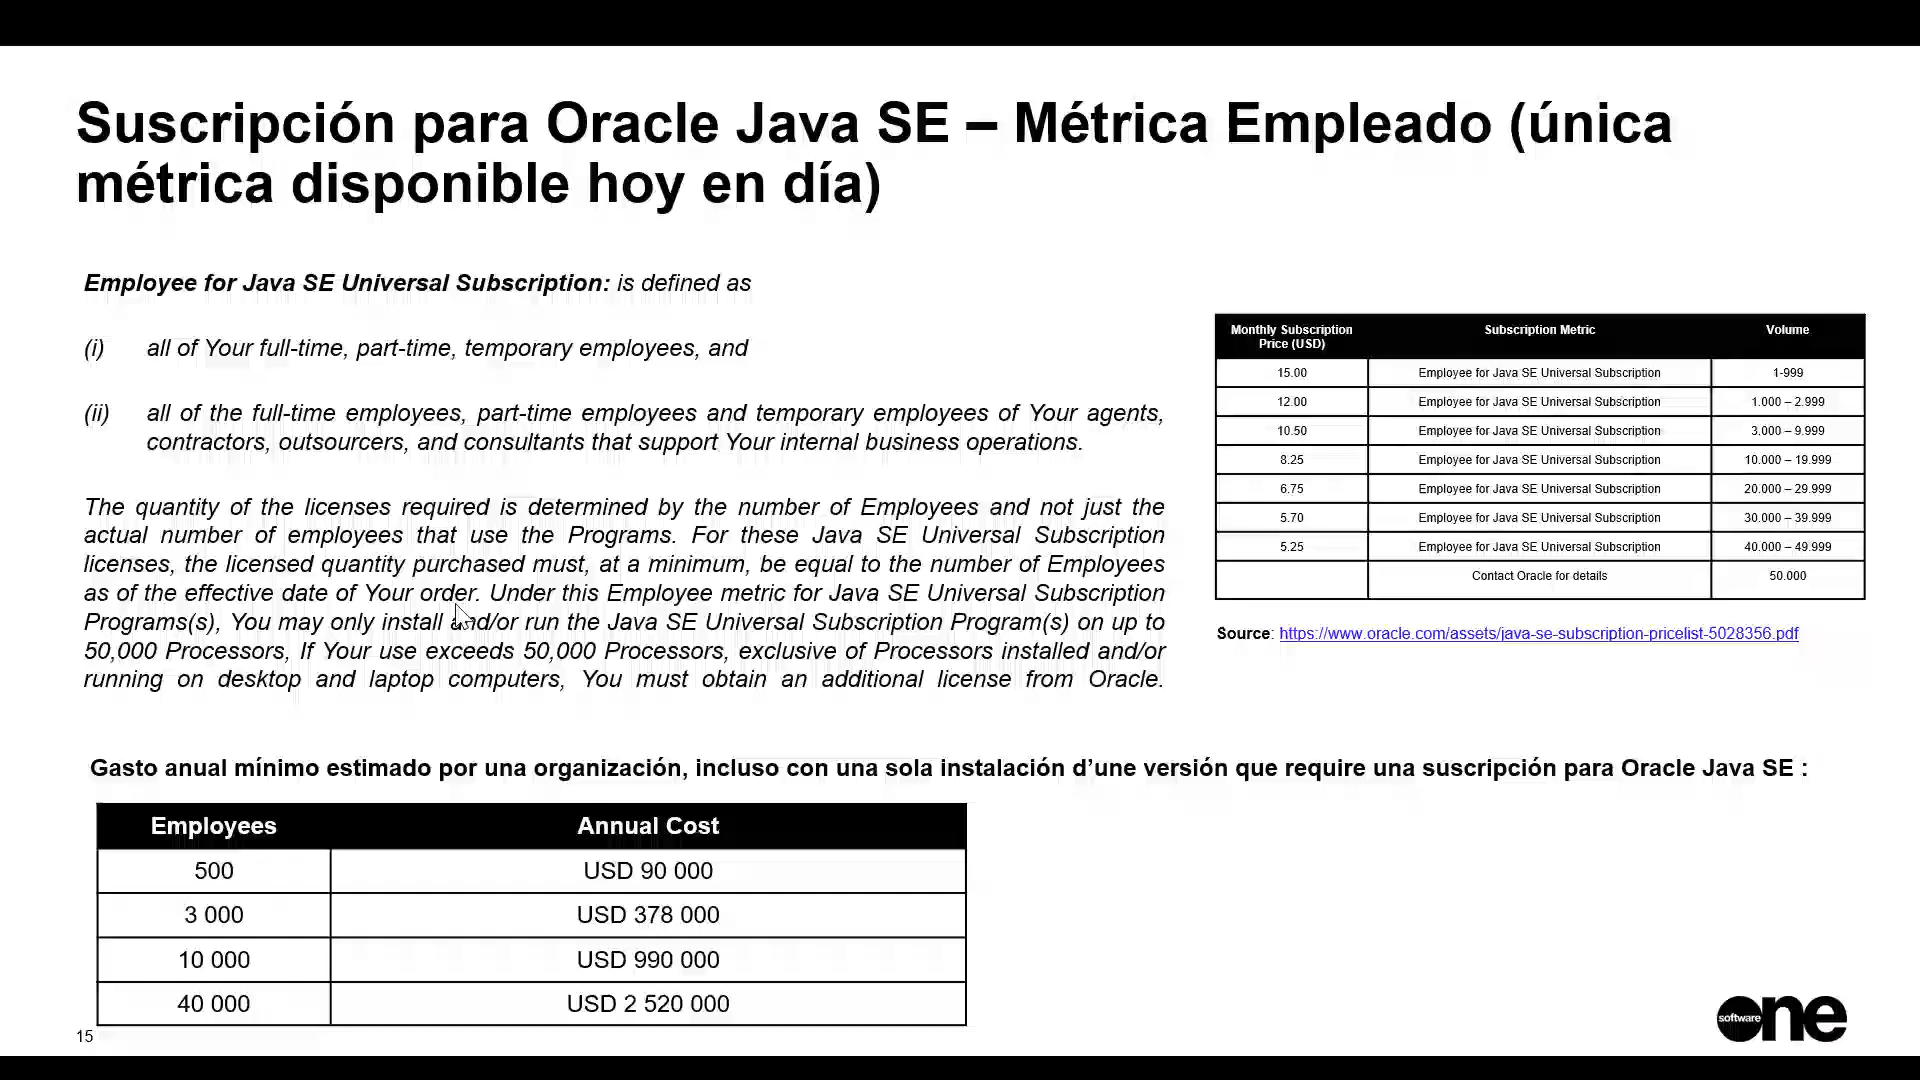 Suscripción para Oracle Java SE – Métrica Empleado (única
métrica disponible hoy en día)
Employee for Java SE Universal Subscription: is defined as
(i) all of Your full-time, part-time, temporary employees, and
(ii) all of the full-time employees, part-time employees and temporary employees of Your agents,
contractors, outsourcers, and consultants that support Your internal business operations.
The quantity of the licenses required is determined by the number of Employees and not just the
actual number of employees that use the Programs. For these Java SE Universal Subscription
licenses, the licensed quantity purchased must, at a minimum, be equal to the number of Employees
as of the effective date of Your order. Under this Employee metric for Java SE Universal Subscription
Programs(s), You may only install and/or run the Java SE Universal Subscription Program(s) on up to
50,000 Processors, If Your use exceeds 50,000 Processors, exclusive of Processors installed and/or
running on desktop and laptop computers, You must obtain an additional license from Oracle.
Monthly Subscription Price (USD) Subscription Metric Volume
15.00 Employee for Java SE Universal Subscription 1-999
12.00 Employee for Java SE Universal Subscription 1.000 – 2.999
10.50 Employee for Java SE Universal Subscription 3.000 – 9.999
8.25 Employee for Java SE Universal Subscription 10.000 – 19.999
6.75 Employee for Java SE Universal Subscription 20.000 – 29.999
5.70 Employee for Java SE Universal Subscription 30.000 – 39.999
5.25 Employee for Java SE Universal Subscription 40.000 – 49.999
Contact Oracle for details 50.000
Source: https://www.oracle.com/assets/java-se-subscription-pricelist-5028356.pdf
Gasto anual mínimo estimado por una organización, incluso con una sola instalación d’une versión que require una suscripción para Oracle Java SE :
Employees Annual Cost
500 USD 90 000
3 000 USD 378 000
10 000 USD 990 000
40 000 USD 2 520 000
15
software one